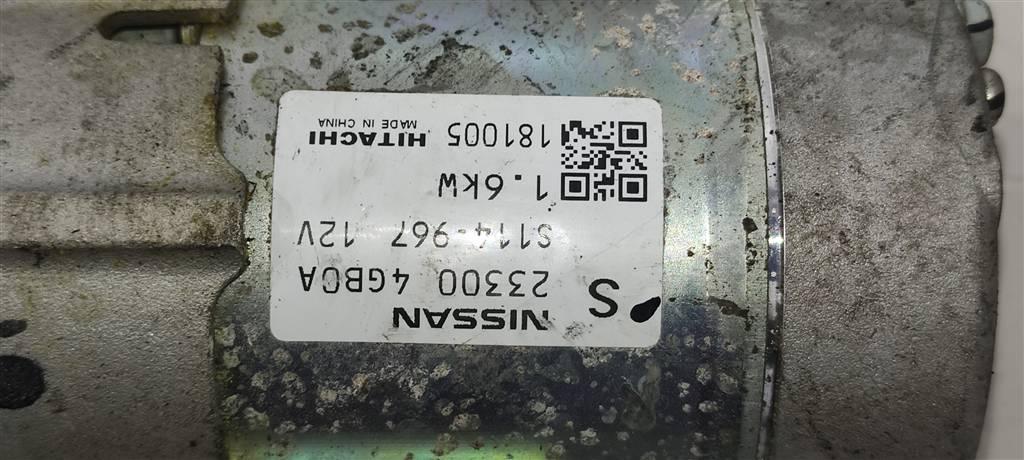 NISSAN
S 23300 4GB0A
S114-967 12V
1.6kW
181005 HITACHI
MADE IN CHINA